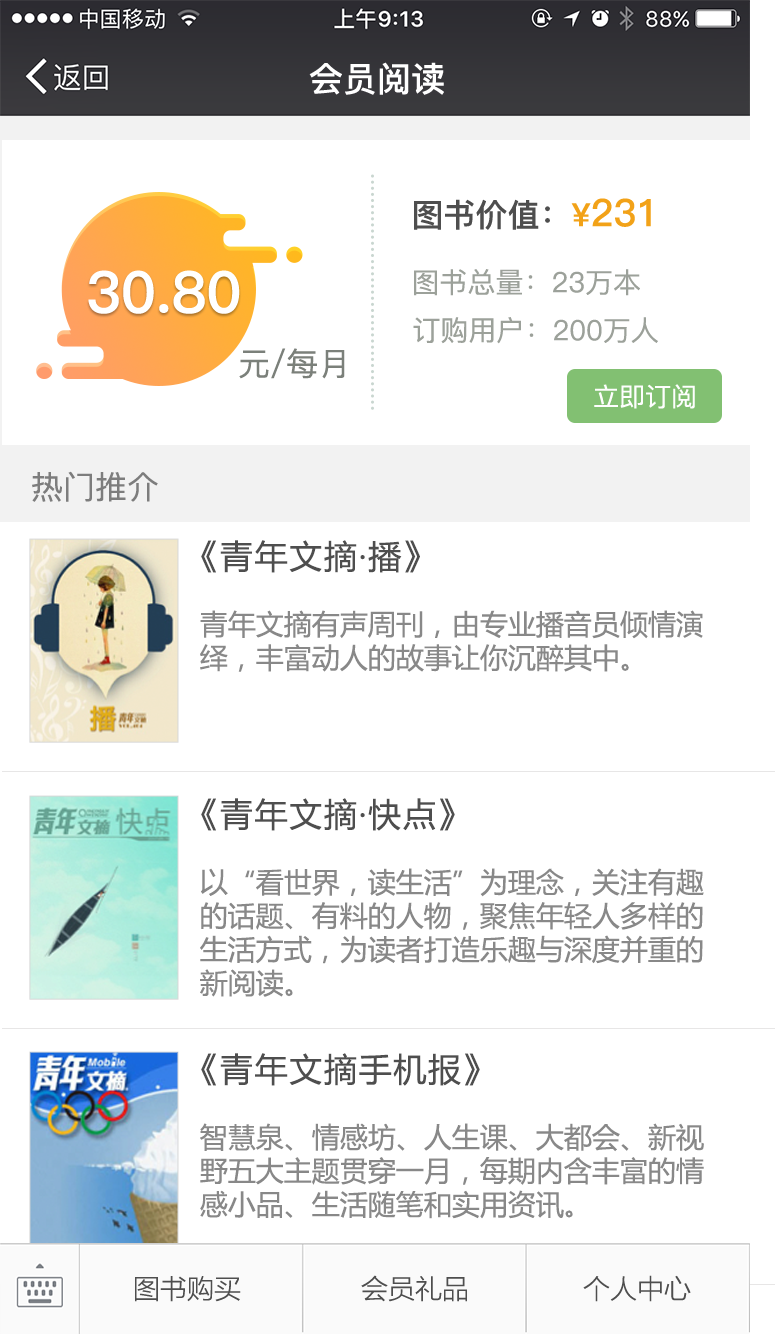 中国移动
上午9:13
88%
返回
会员阅读
30.80
元/每月
图书价值：¥231
图书总量：23万本
订购用户：200万人
立即订阅
热门推介
《青年文摘·播》
青年文摘有声周刊，由专业播音员倾情演
绎，丰富动人的故事让你沉醉其中。
播 青年文摘
《青年文摘·快点》
青年文摘 快点
以“看世界，读生活”为理念，关注有趣
的话题、有料的人物，聚焦年轻人多样的
生活方式，为读者打造乐趣与深度并重的
新阅读。
《青年文摘手机报》
青年文摘 Mobile
智慧泉、情感坊、人生课、大都会、新视
野五大主题贯穿一月，每期内含丰富的情
感小品、生活随笔和实用资讯。
图书购买
会员礼品
个人中心